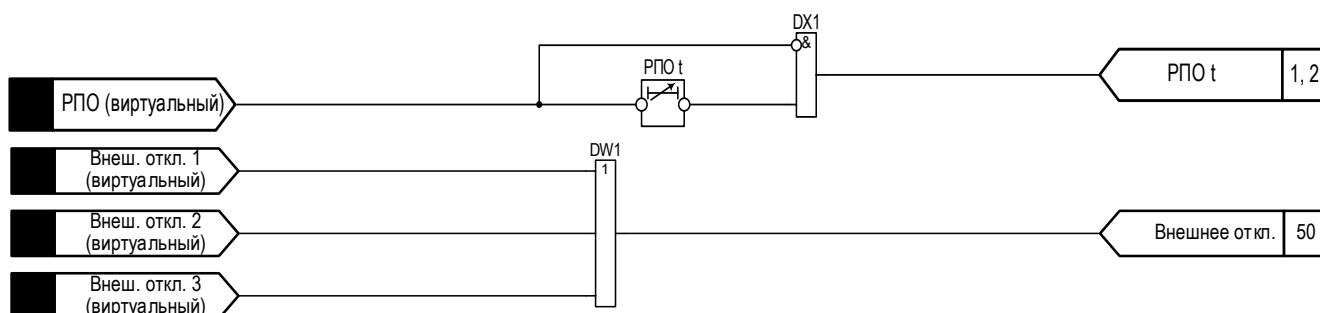 DX1
&
РПО t
РПО t
1, 2
РПО (виртуальный)
DW1
1
Внеш. откл. 1
(виртуальный)
Внеш. откл. 2
(виртуальный)
Внешнее откл.
50
Внеш. откл. 3
(виртуальный)